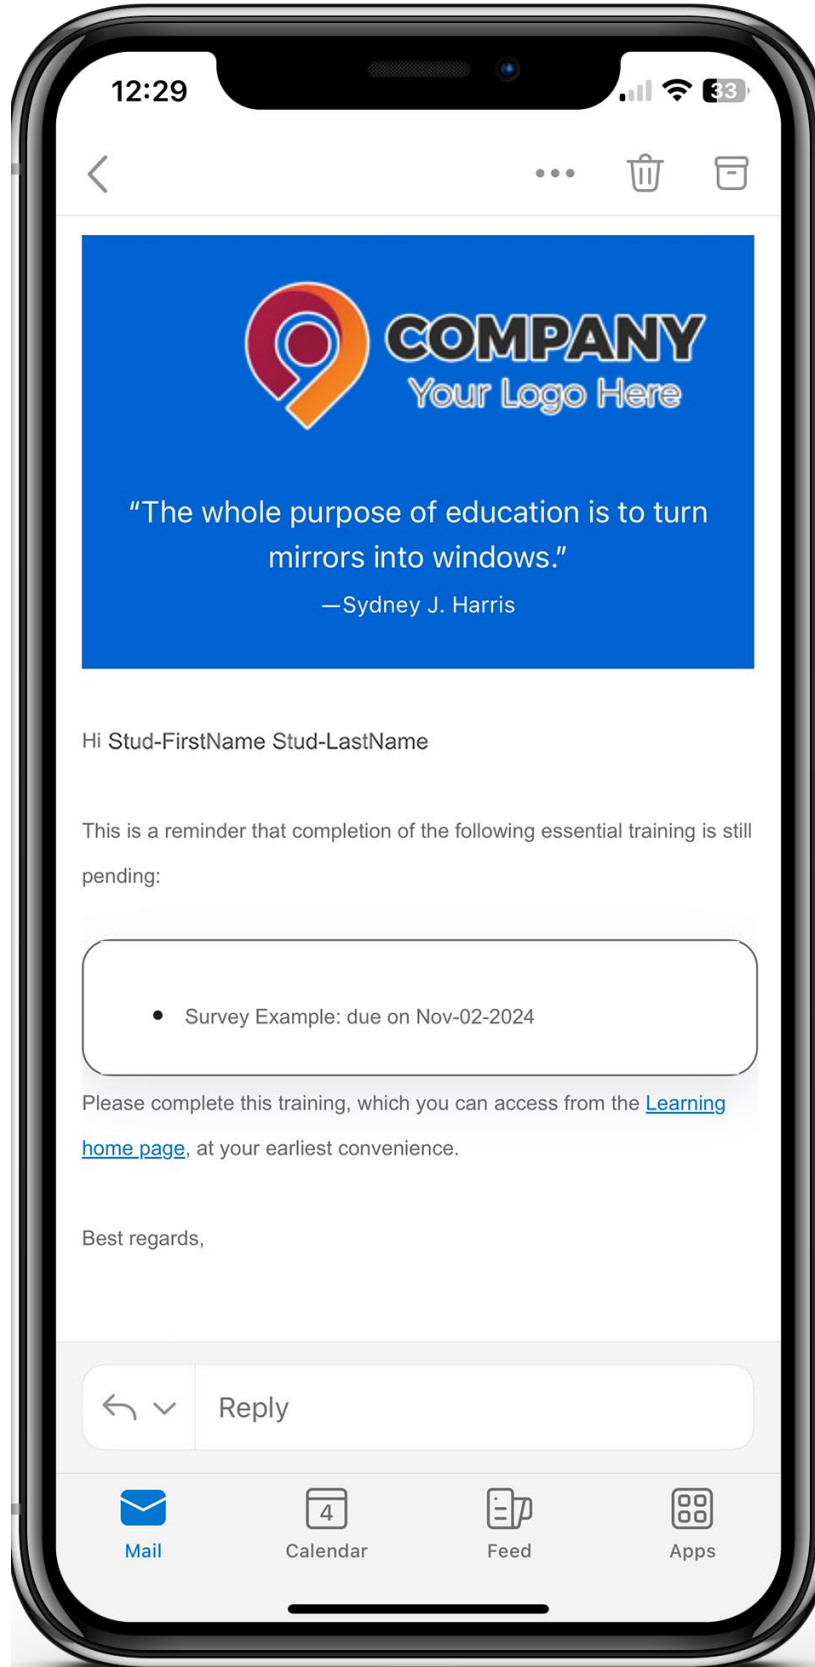 12:29
33
COMPANY
Your Logo Here
“The whole purpose of education is to turn
mirrors into windows.”
—Sydney J. Harris
Hi Stud-FirstName Stud-LastName
This is a reminder that completion of the following essential training is still
pending:
• Survey Example: due on Nov-02-2024
Please complete this training, which you can access from the Learning
home page, at your earliest convenience.
Best regards,
Reply
4
Mail Calendar Feed Apps